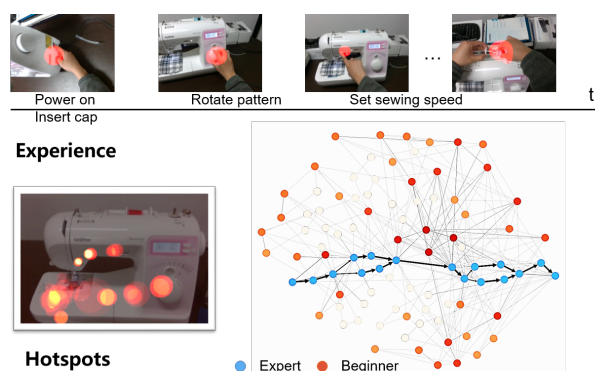 Power on
Rotate pattern
Set sewing speed
...
t
Insert cap
Experience
Hotspots
Expert
Beginner